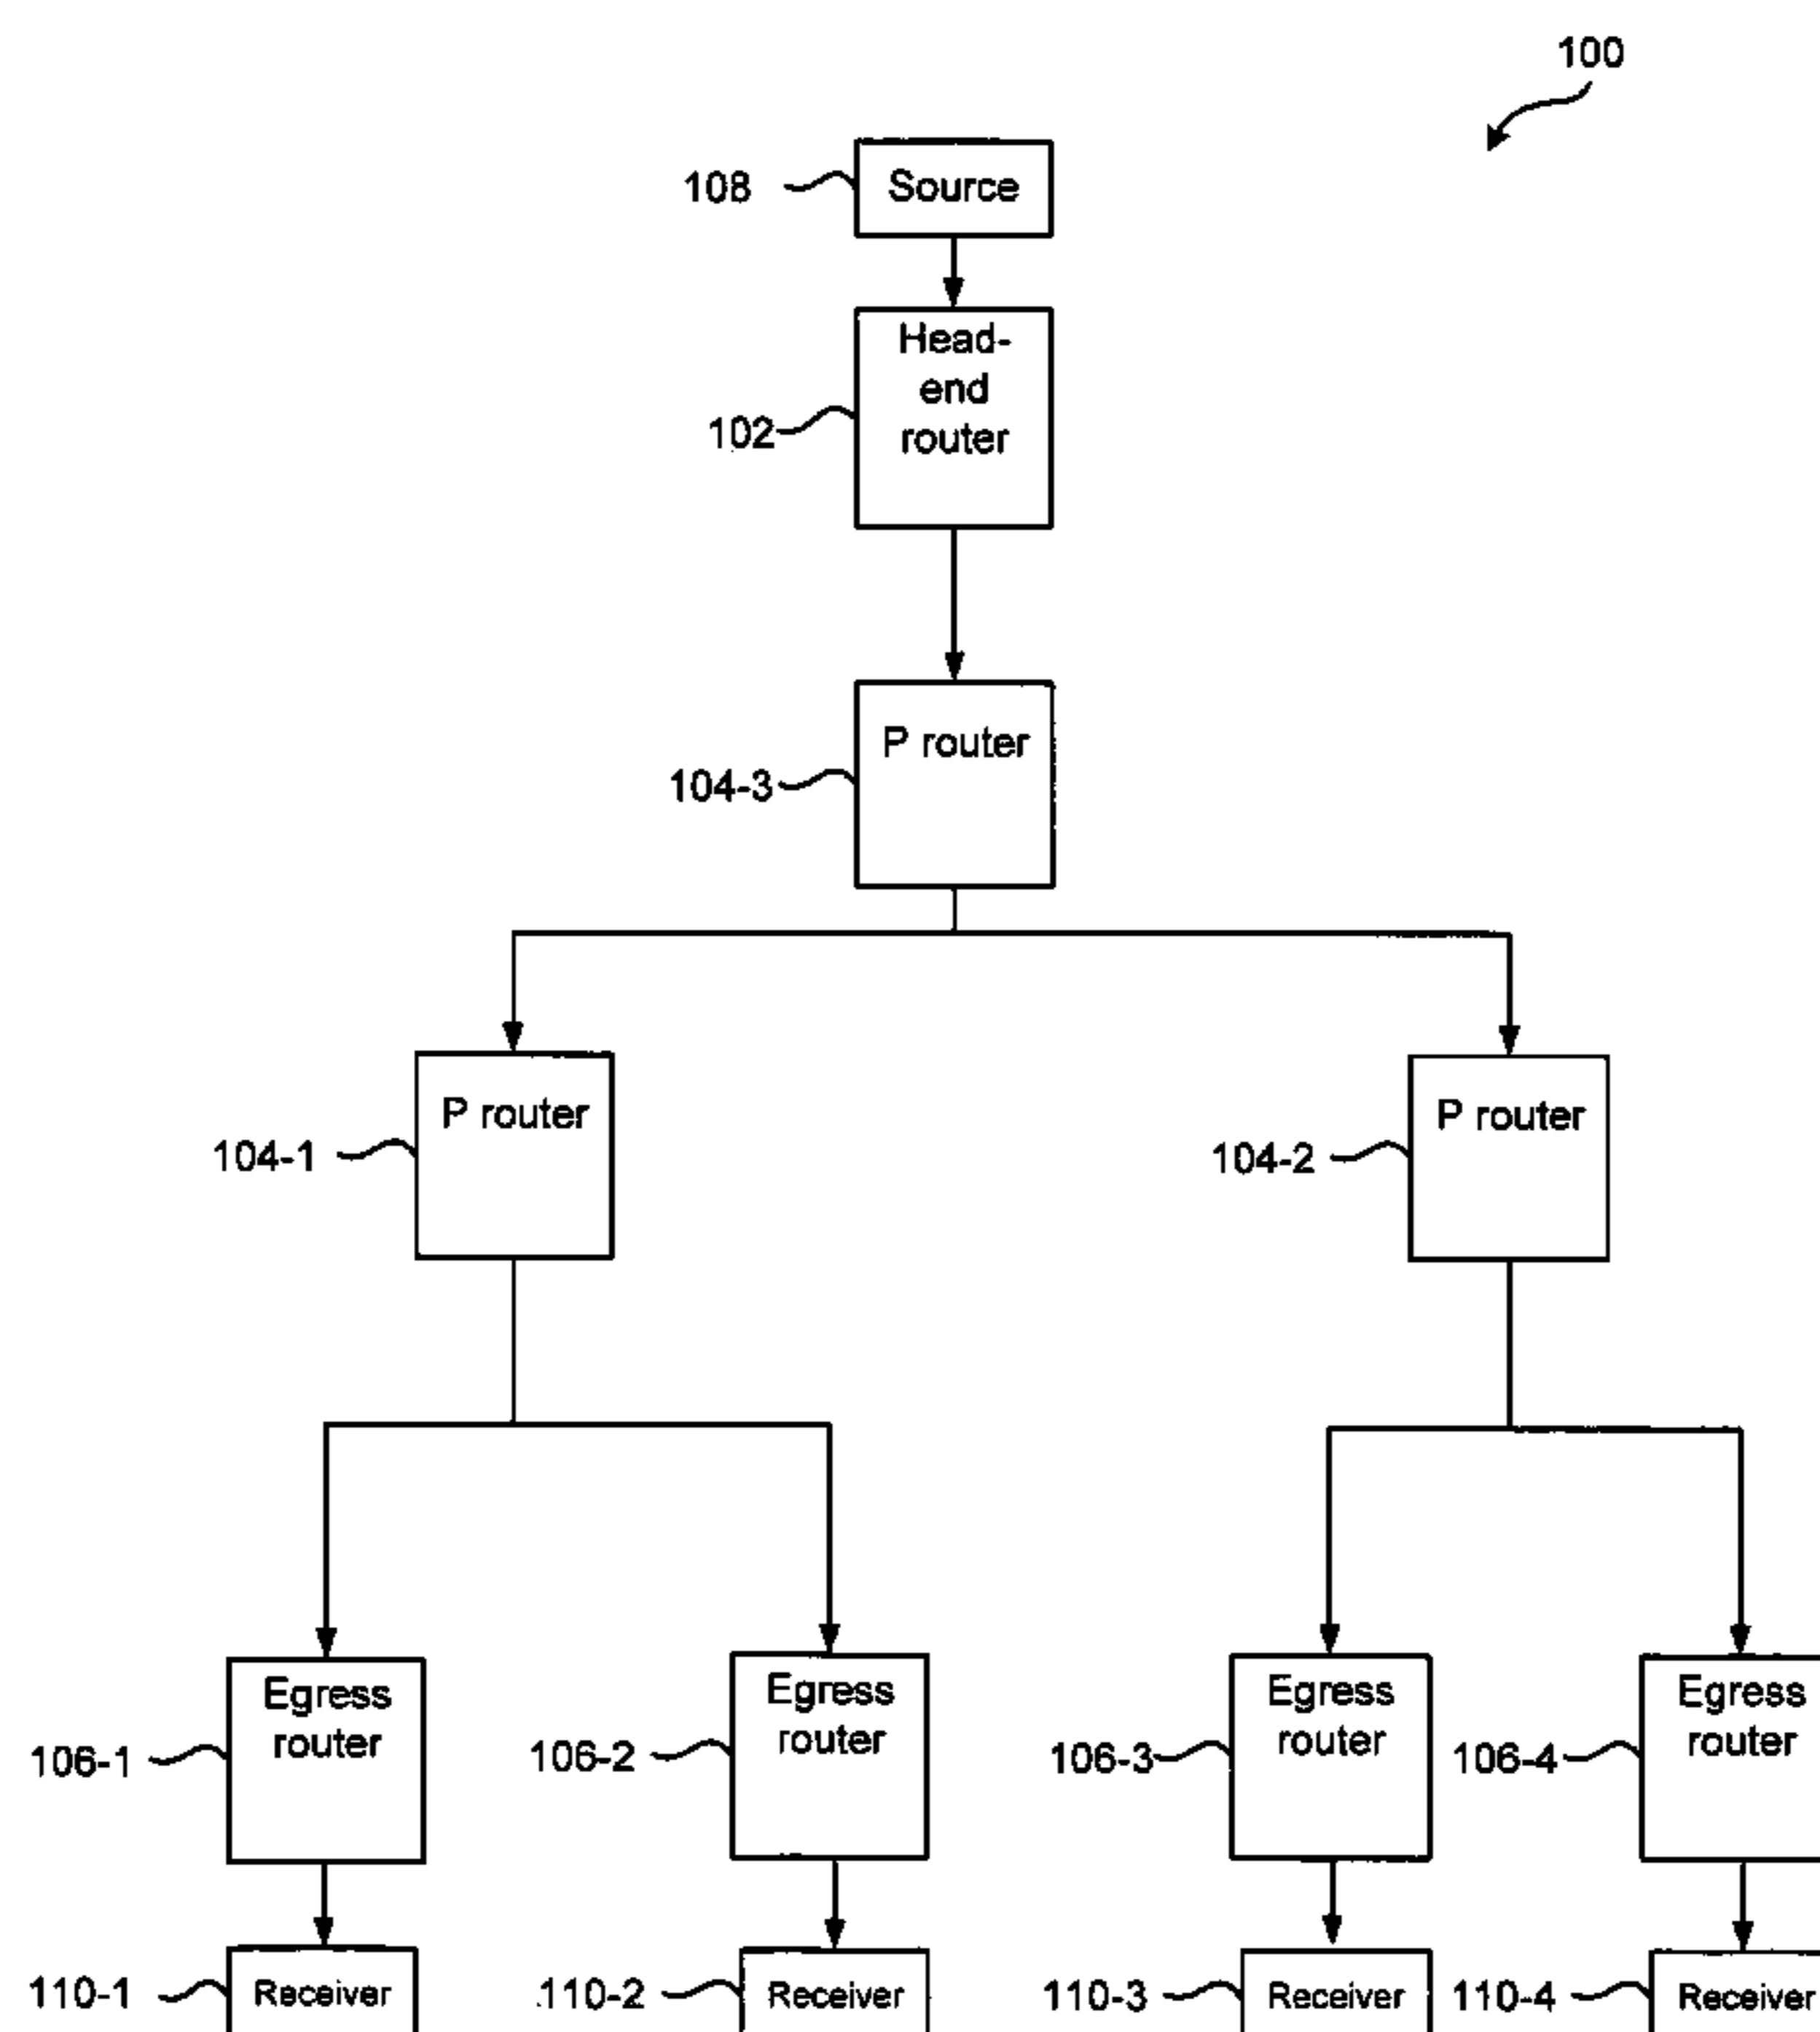 100
108 Source
Head-
end
102 router
P router
104-3
P router
104-1
P router
104-2
Egress
router
106-1
Egress
router
106-2
Egress
router
106-3
Egress
router
106-4
110-1 Receiver
110-2 Receiver
110-3 Receiver
110-4 Receiver